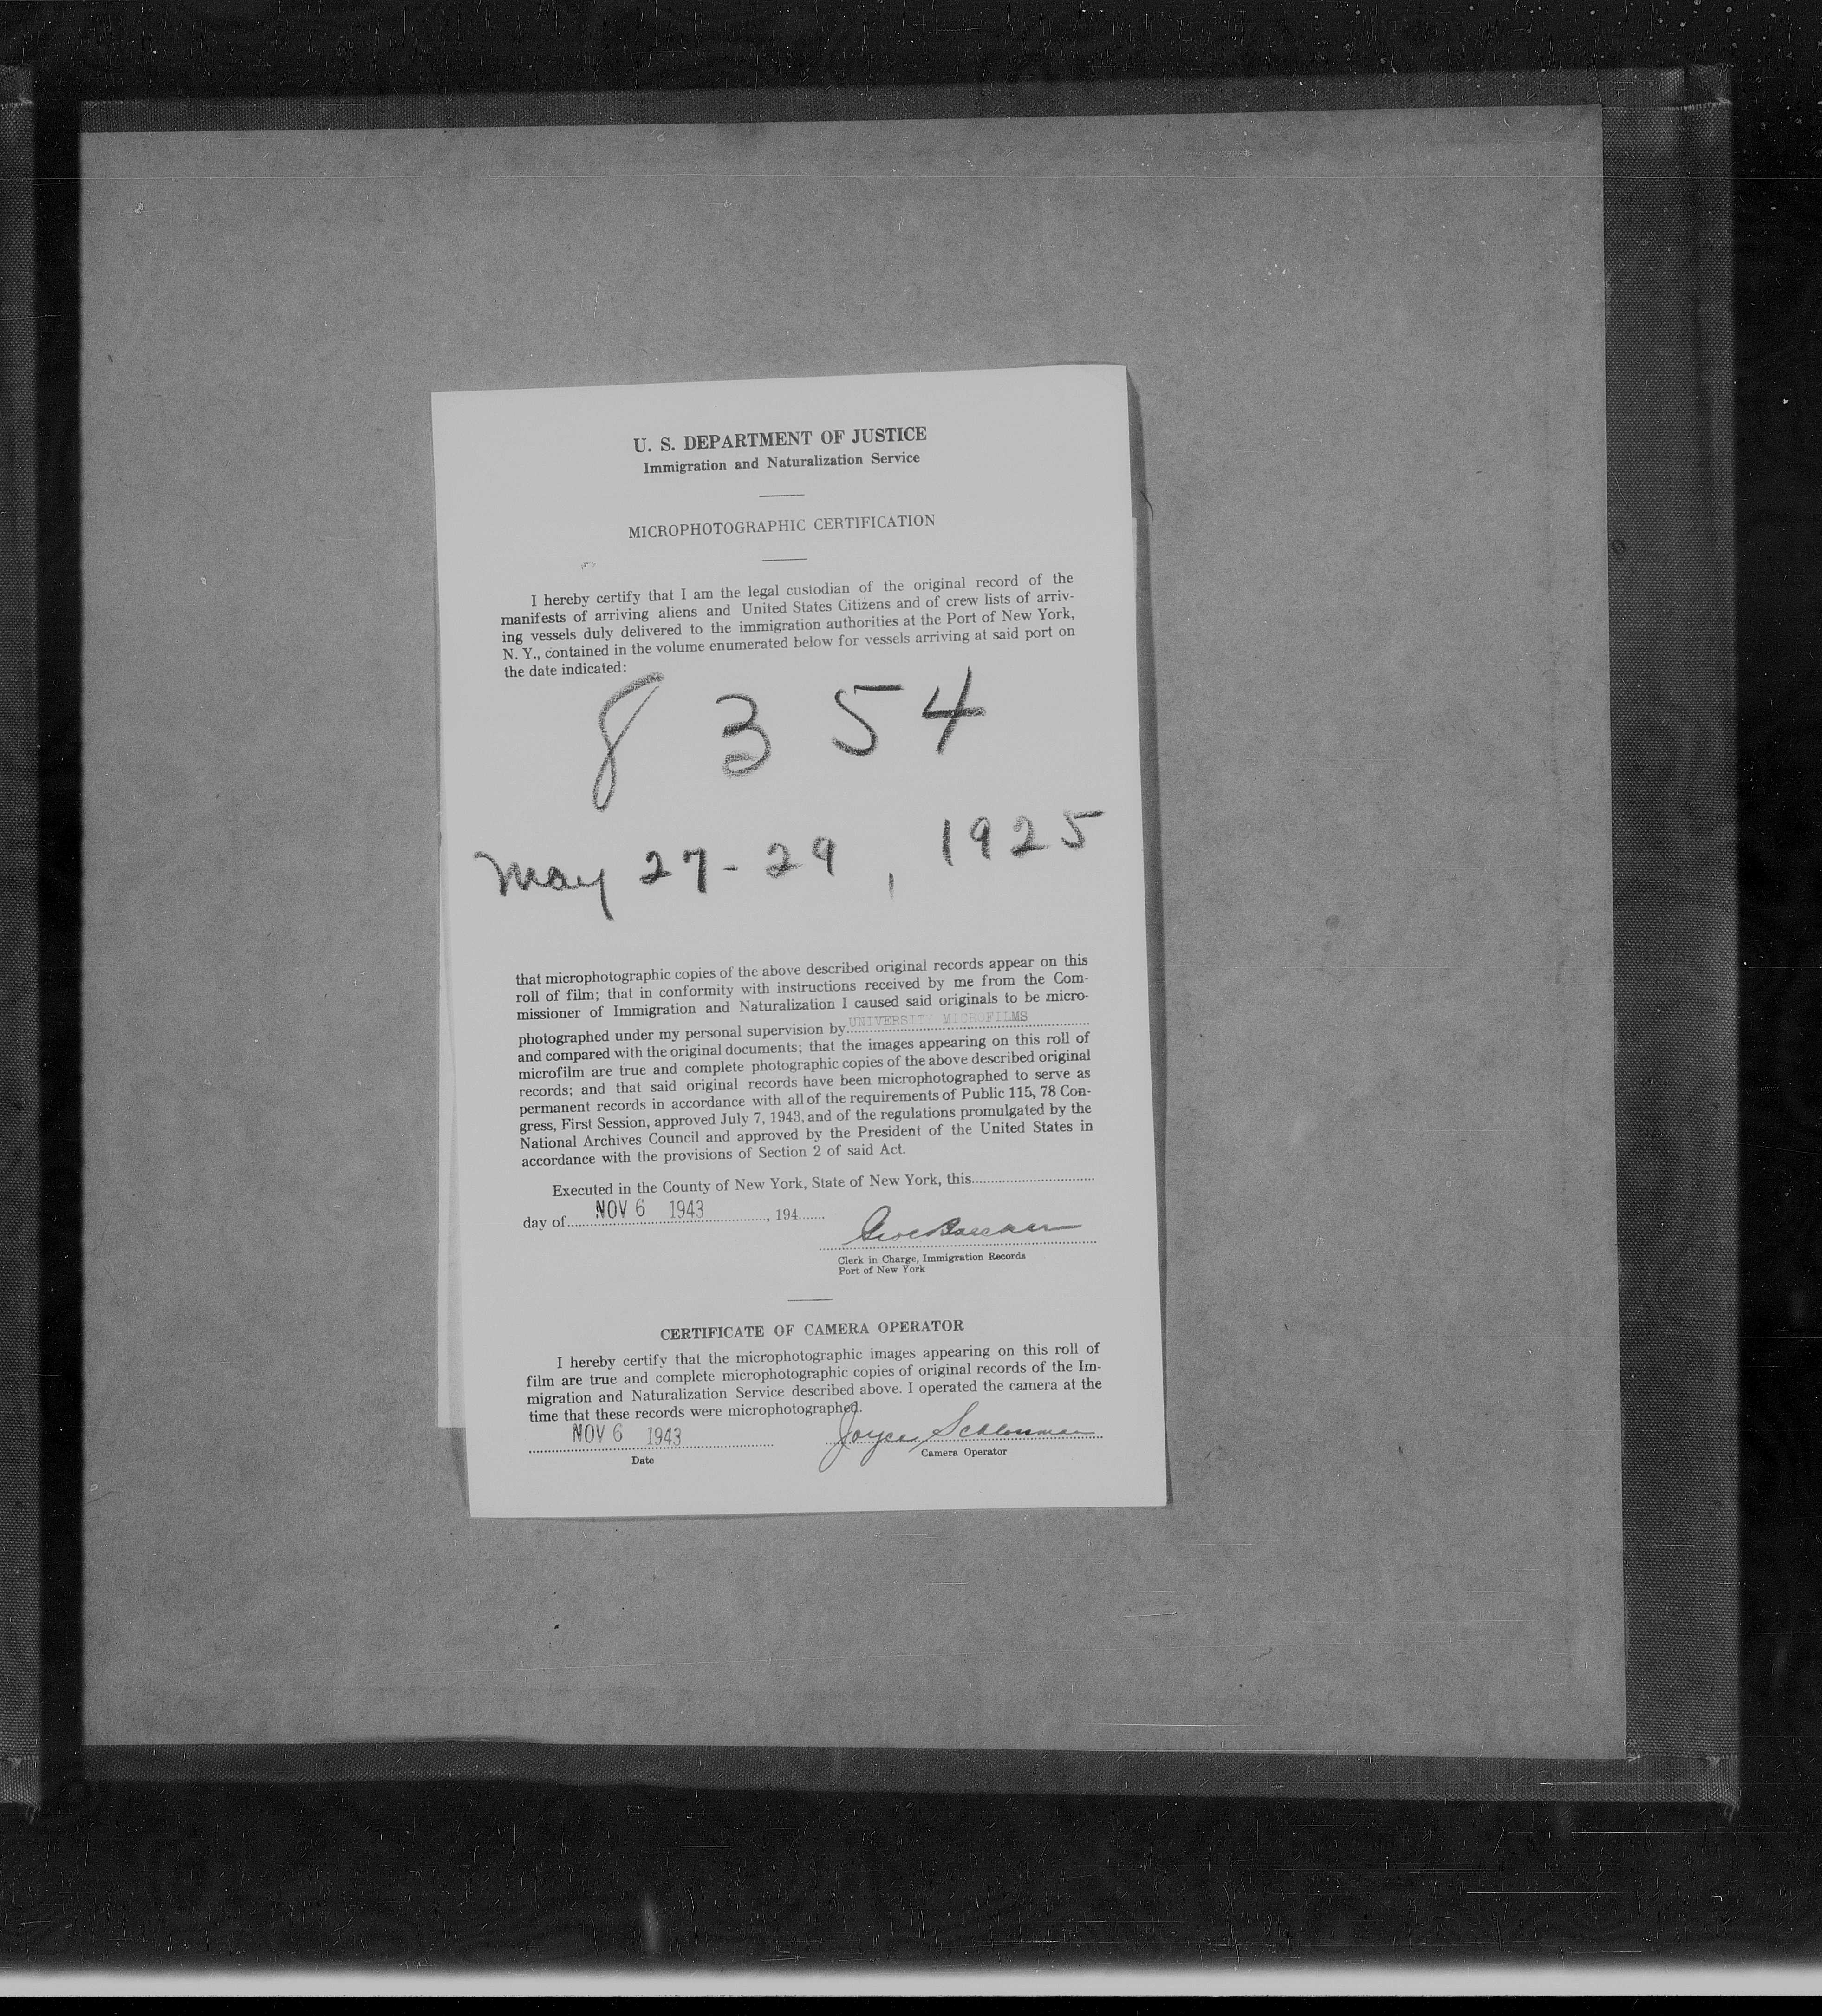 U. S. DEPARTMENT OF JUSTICE
Immigration and Naturalization Service
MICROPHOTOGRAPHIC CERTIFICATION
I hereby certify that I am the legal custodian of the original record of the
manifests of arriving aliens and United States Citizens and of crew lists of arriv-
ing vessels duly delivered to the immigration authorities at the Port of New York,
N. Y., contained in the volume enumerated below for vessels arriving at said port on
the date indicated:
8 3 5 4
May 27-29, 1925
that microphotographic copies of the above described original records appear on this
roll of film; that in conformity with instructions received by me from the Com-
missioner of Immigration and Naturalization I caused said originals to be micro-
photographed under my personal supervision by UNIVERSITY MICROFILMS
and compared with the original documents; that the images appearing on this roll of
microfilm are true and complete photographic copies of the above described original
records; and that said original records have been microphotographed to serve as
permanent records in accordance with all of the requirements of Public 115, 78 Con-
gress, First Session, approved July 7, 1943, and of the regulations promulgated by the
National Archives Council and approved by the President of the United States in
accordance with the provisions of Section 2 of said Act.
Executed in the County of New York, State of New York, this
day of NOV 6 1943, 194
Clerk in Charge, Immigration Records
Port of New York
CERTIFICATE OF CAMERA OPERATOR
I hereby certify that the microphotographic images appearing on this roll of
film are true and complete microphotographic copies of original records of the Im-
migration and Naturalization Service described above. I operated the camera at the
time that these records were microphotographed.
NOV 6 1943 Joyce Schlossman
Date Camera Operator